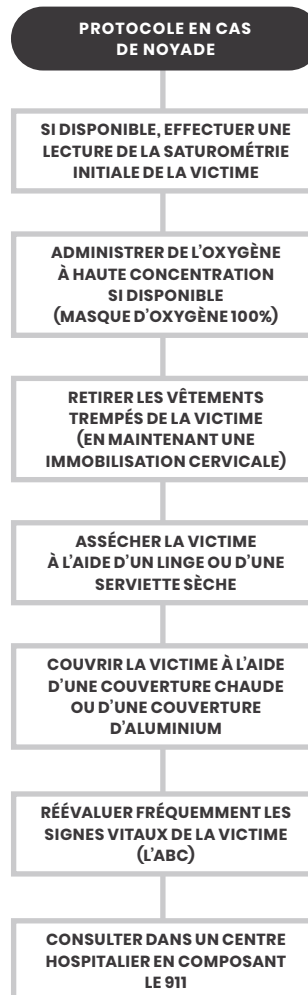 PROTOCOLE EN CAS
DE NOYADE
SI DISPONIBLE, EFFECTUER UNE
LECTURE DE LA SATUROMÉTRIE
INITIALE DE LA VICTIME
ADMINISTRER DE L'OXYGÈNE
À HAUTE CONCENTRATION
SI DISPONIBLE
(MASQUE D'OXYGÈNE 100%)
RETIRER LES VÊTEMENTS
TREMPÉS DE LA VICTIME
(EN MAINTENANT UNE
IMMOBILISATION CERVICALE)
ASSÉCHER LA VICTIME
À L'AIDE D'UN LINGE OU D'UNE
SERVIETTE SÈCHE
COUVRIR LA VICTIME À L'AIDE
D'UNE COUVERTURE CHAUDE
OU D'UNE COUVERTURE
D'ALUMINIUM
RÉÉVALUER FRÉQUEMMENT LES
SIGNES VITAUX DE LA VICTIME
(L'ABC)
CONSULTER DANS UN CENTRE
HOSPITALIER EN COMPOSANT
LE 911